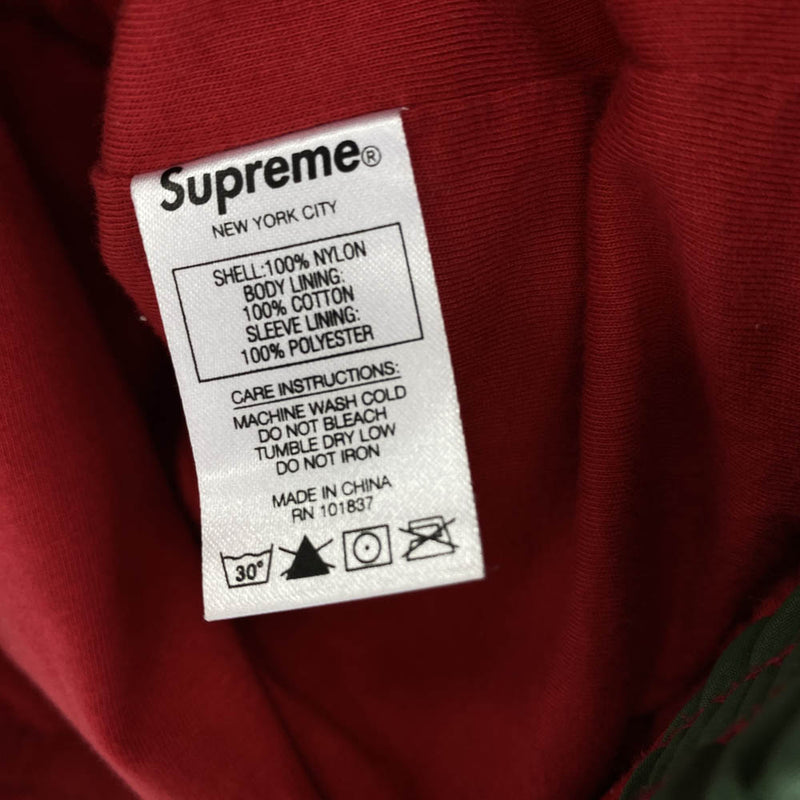 Supreme®
NEW YORK CITY
SHELL:100% NYLON
BODY LINING:
100% COTTON
SLEEVE LINING:
100% POLYESTER
CARE INSTRUCTIONS:
MACHINE WASH COLD
DO NOT BLEACH
TUMBLE DRY LOW
DO NOT IRON
MADE IN CHINA
RN 101837
30°